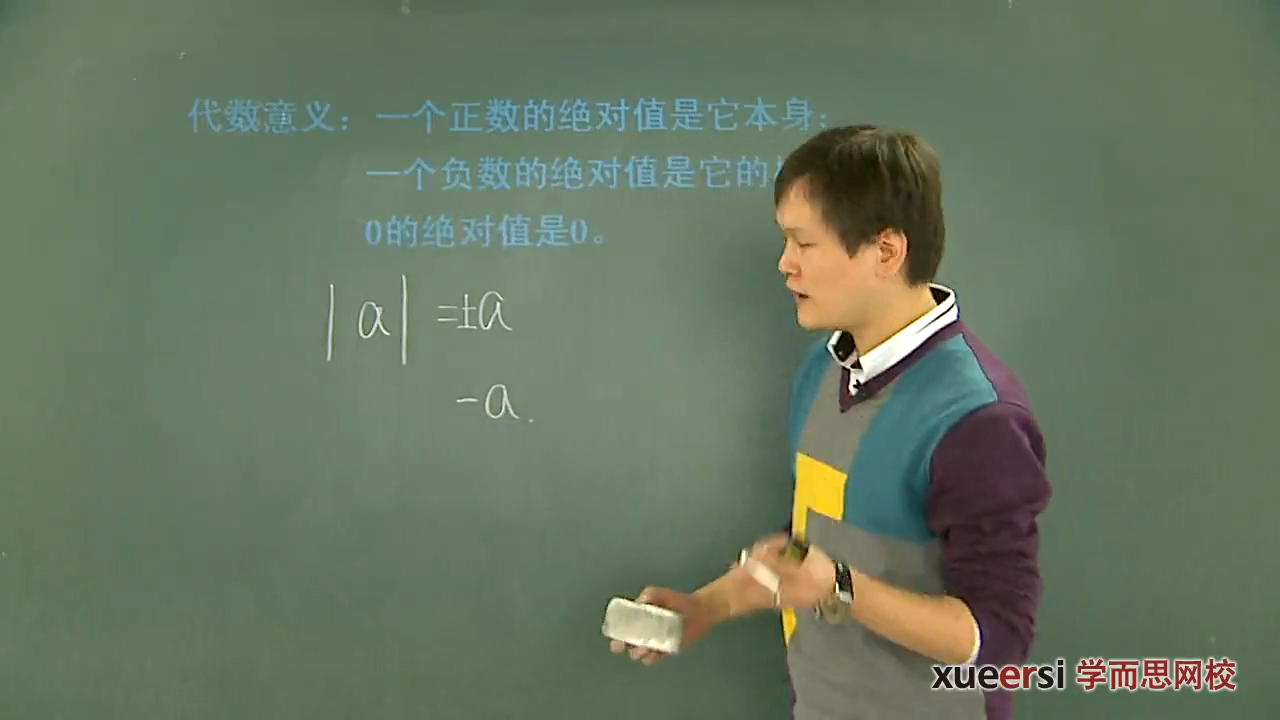 代数意义：一个正数的绝对值是它本身；
一个负数的绝对值是它的
0的绝对值是0。
|a| =±a
-a.
xueersi 学而思网校